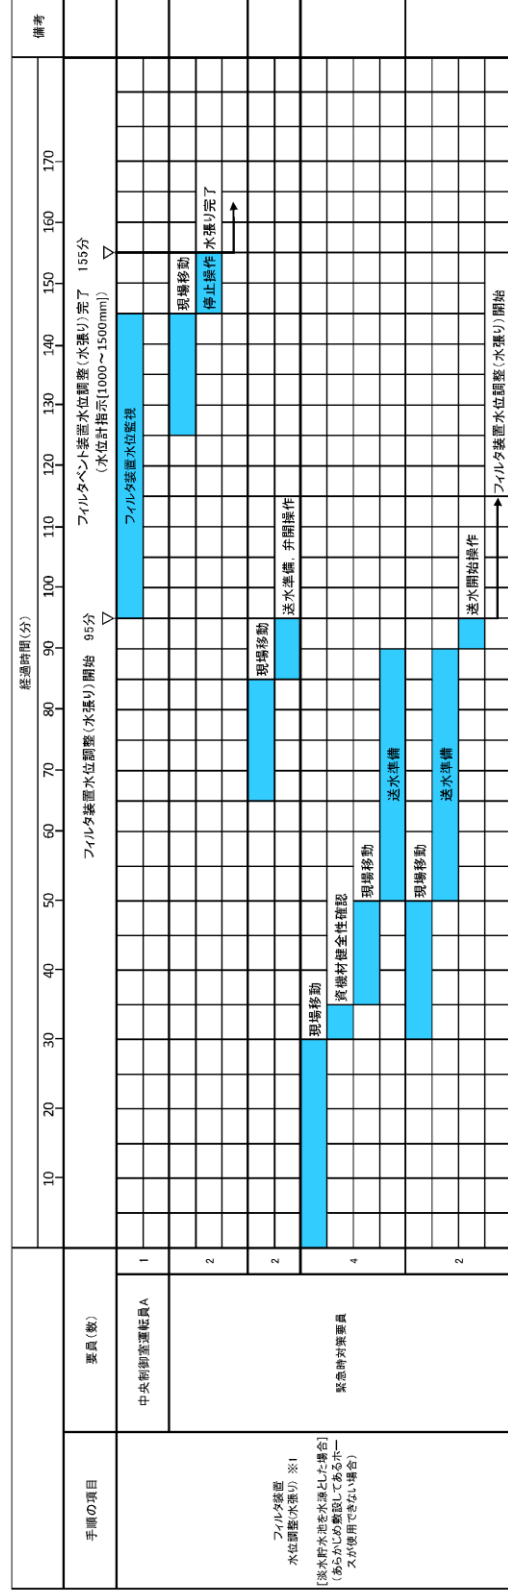 手順の項目
要員(数)
経過時間(分)
備考
10
20
30
40
50
60
70
80
90
100
110
120
130
140
150
160
170
フィルタ装置水位調整(水張り)開始 95分
フィルタベント装置水位調整(水張り)完了 155分
(水位計指示[1000～1500mm])
フィルタ装置
水位調整(水張り) ※1
[淡水貯水池を水源とした場合]
(あらかじめ敷設してあるホー
スが使用できない場合)
中央制御室運転員A
1
フィルタ装置水位監視
緊急時対策要員
2
現場移動
停止操作
水張り完了
2
現場移動
送水準備，弁開操作
4
現場移動
資機材健全性確認
現場移動
送水準備
2
現場移動
送水準備
送水開始操作
フィルタ装置水位調整(水張り)開始